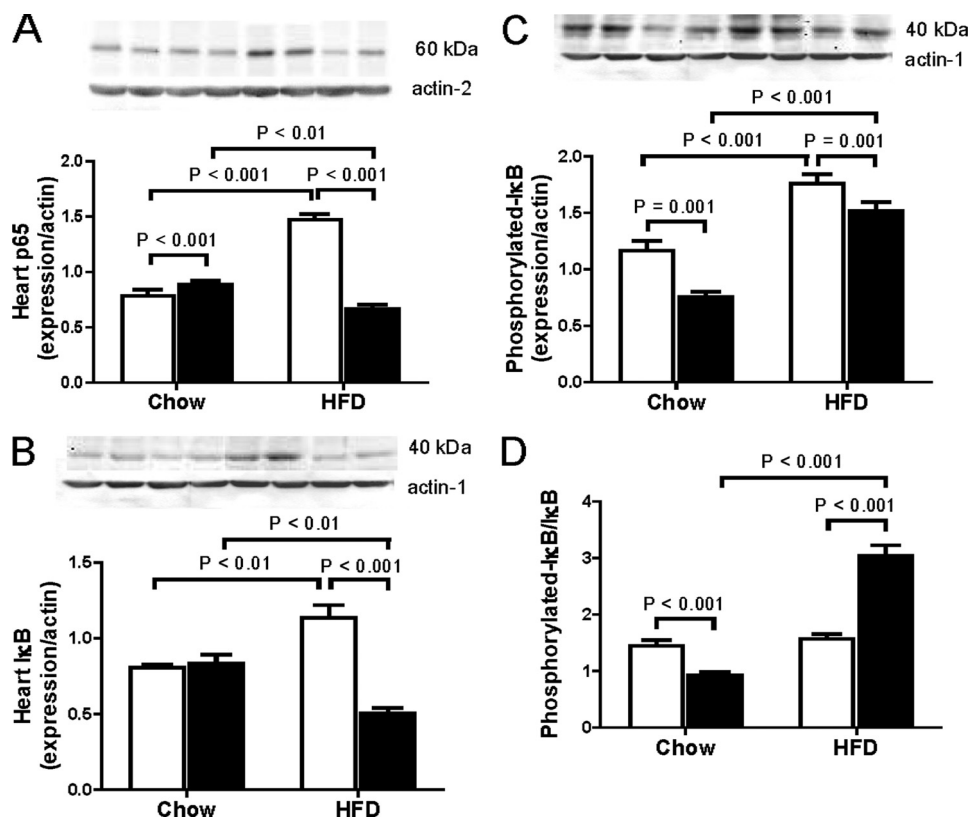 A
60 kDa
actin-2
P < 0.01
P < 0.001
P < 0.001
P < 0.001
2.0
1.5
1.0
0.5
0.0
Heart p65
(expression/actin)
Chow
HFD
B
40 kDa
actin-1
P < 0.01
P < 0.01
P < 0.001
1.5
1.0
0.5
0.0
Heart IκB
(expression/actin)
Chow
HFD
C
40 kDa
actin-1
P < 0.001
P < 0.001
P = 0.001
P = 0.001
2.0
1.5
1.0
0.5
0.0
Phosphorylated-IκB
(expression/actin)
Chow
HFD
D
P < 0.001
P < 0.001
P < 0.001
4
3
2
1
0
Phosphorylated-IκB/IκB
Chow
HFD